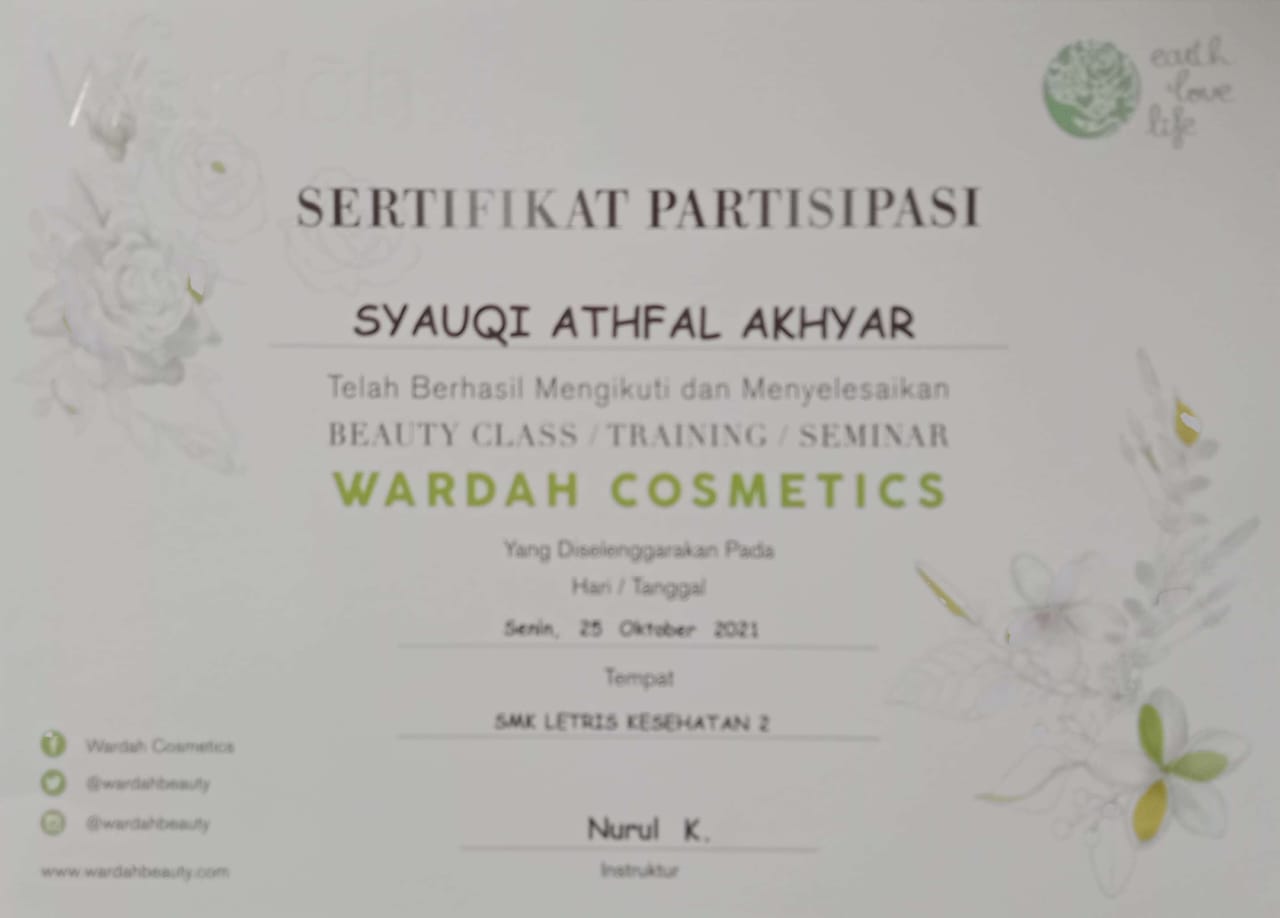 Wardah
earth
love
life
SERTIFIKAT PARTISIPASI
SYAUQI ATHFAL AKHYAR
Telah Berhasil Mengikuti dan Menyelesaikan
BEAUTY CLASS / TRAINING / SEMINAR
WARDAH COSMETICS
Yang Diselenggarakan Pada
Hari / Tanggal
Senin, 25 Oktober 2021
Tempat
SMK LETRIS KESEHATAN 2
Wardah Cosmetics
@wardahbeauty
@wardahbeauty
www.wardahbeauty.com
Nurul K.
Instruktur